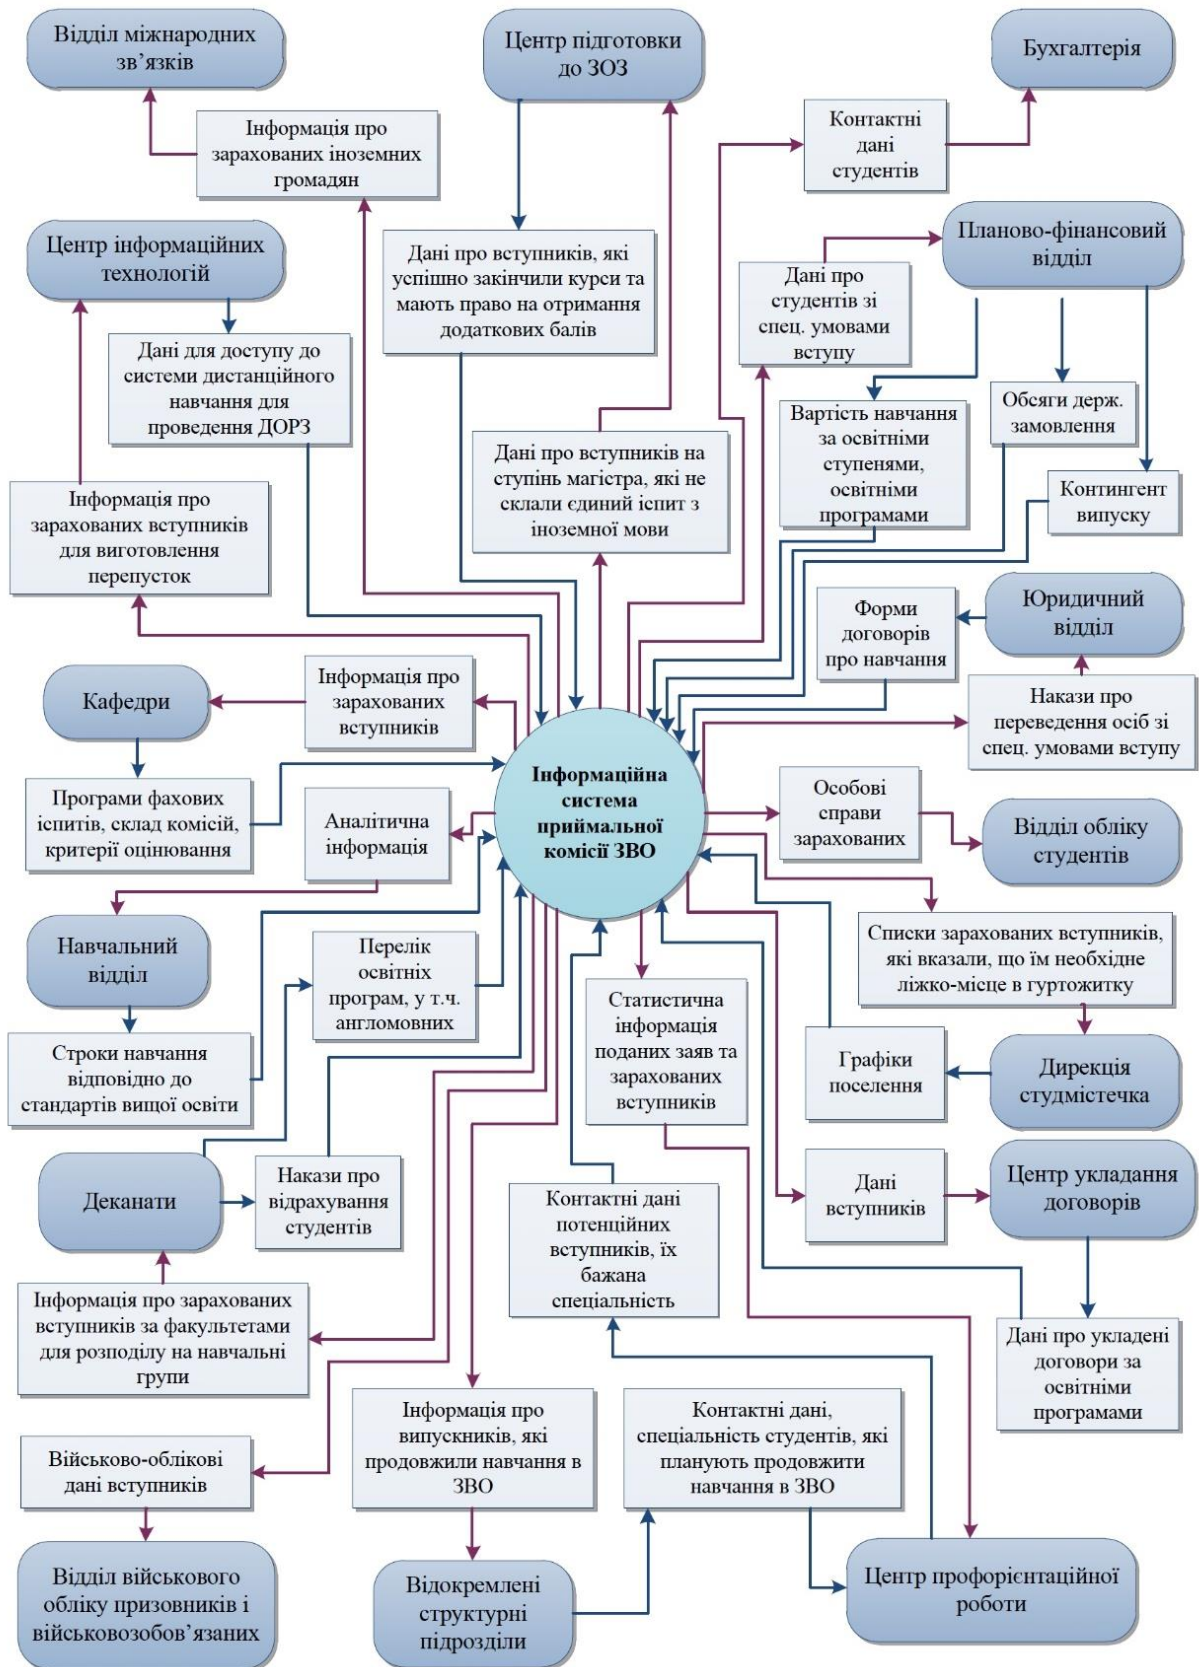 Відділ міжнародних
зв’язків
Центр підготовки
до ЗОЗ
Бухгалтерія
Інформація про
зарахованих іноземних
громадян
Контактні
дані
студентів
Центр інформаційних
технологій
Дані про вступників, які
успішно закінчили курси та
мають право на отримання
додаткових балів
Дані про
студентів зі
спец. умовами
вступу
Планово-фінансовий
відділ
Дані для доступу до
системи дистанційного
навчання для
проведення ДОРЗ
Вартість навчання
за освітніми
ступенями,
освітніми
програмами
Обсяги держ.
замовлення
Інформація про
зарахованих вступників
для виготовлення
перепусток
Дані про вступників на
ступінь магістра, які не
склали єдиний іспит з
іноземної мови
Контингент
випуску
Форми
договорів
про навчання
Юридичний
відділ
Кафедри
Інформація про
зарахованих
вступників
Накази про
переведення осіб зі
спец. умовами вступу
Програми фахових
іспитів, склад комісій,
критерії оцінювання
Аналітична
інформація
Інформаційна
система
приймальної
комісії ЗВО
Особові
справи
зарахованих
Відділ обліку
студентів
Навчальний
відділ
Перелік
освітніх
програм, у т.ч.
англомовних
Списки зарахованих вступників,
які вказали, що їм необхідне
ліжко-місце в гуртожитку
Строки навчання
відповідно до
стандартів вищої освіти
Статистична
інформація
поданих заяв та
зарахованих
вступників
Графіки
поселення
Дирекція
студмістечка
Деканати
Накази про
відрахування
студентів
Контактні дані
потенційних
вступників, їх
бажана
спеціальність
Дані
вступників
Центр укладання
договорів
Інформація про зарахованих
вступників за факультетами
для розподілу на навчальні
групи
Дані про укладені
договори за
освітніми
програмами
Військово-облікові
дані вступників
Інформація про
випускників, які
продовжили навчання в
ЗВО
Контактні дані,
спеціальність студентів, які
планують продовжити
навчання в ЗВО
Відділ військового
обліку призовників і
військовозобов’язаних
Відокремлені
структурні
підрозділи
Центр профорієнтаційної
роботи